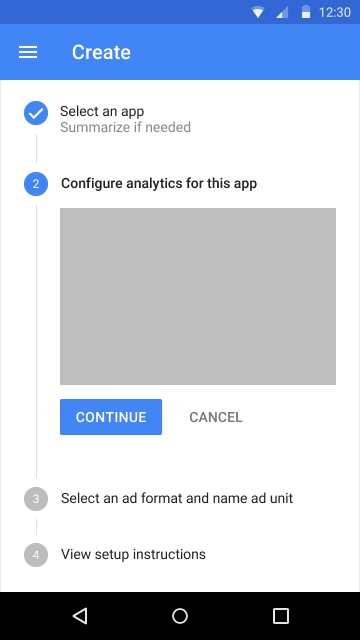 12:30
Create
Select an app
Summarize if needed
2 Configure analytics for this app
CONTINUE CANCEL
3 Select an ad format and name ad unit
4 View setup instructions